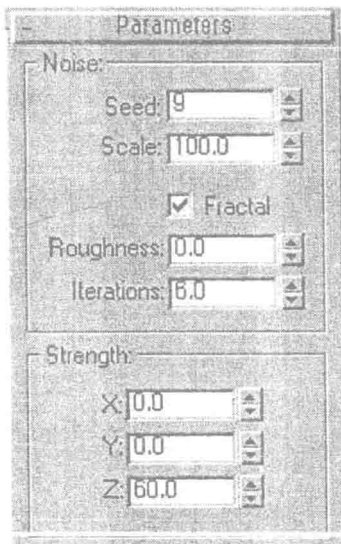 - Parameters
Noise:
Seed: 9
Scale: 100.0
Fractal
Roughness: 0.0
Iterations: 6.0
Strength:
X: 0.0
Y: 0.0
Z: 60.0